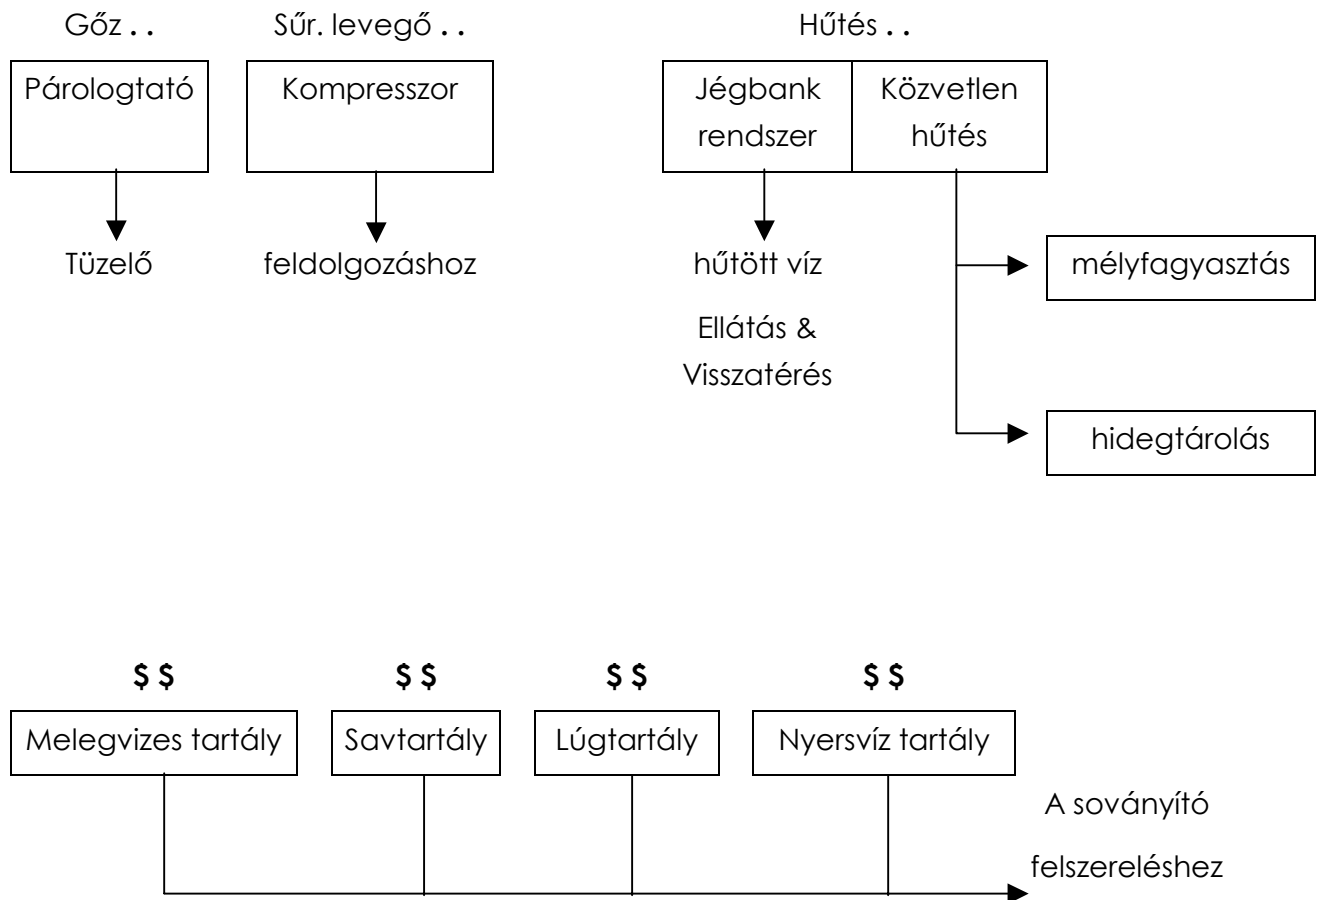 Gőz . .
Sűr. levegő . .
Hűtés . .
Párologtató
Kompresszor
Jégbank
rendszer
Közvetlen
hűtés
Tüzelő
feldolgozáshoz
hűtött víz
Ellátás &
Visszatérés
mélyfagyasztás
hidegtárolás
$ $
$ $
$ $
$ $
Melegvizes tartály
Savtartály
Lúgtartály
Nyersvíz tartály
A soványító
felszereléshez